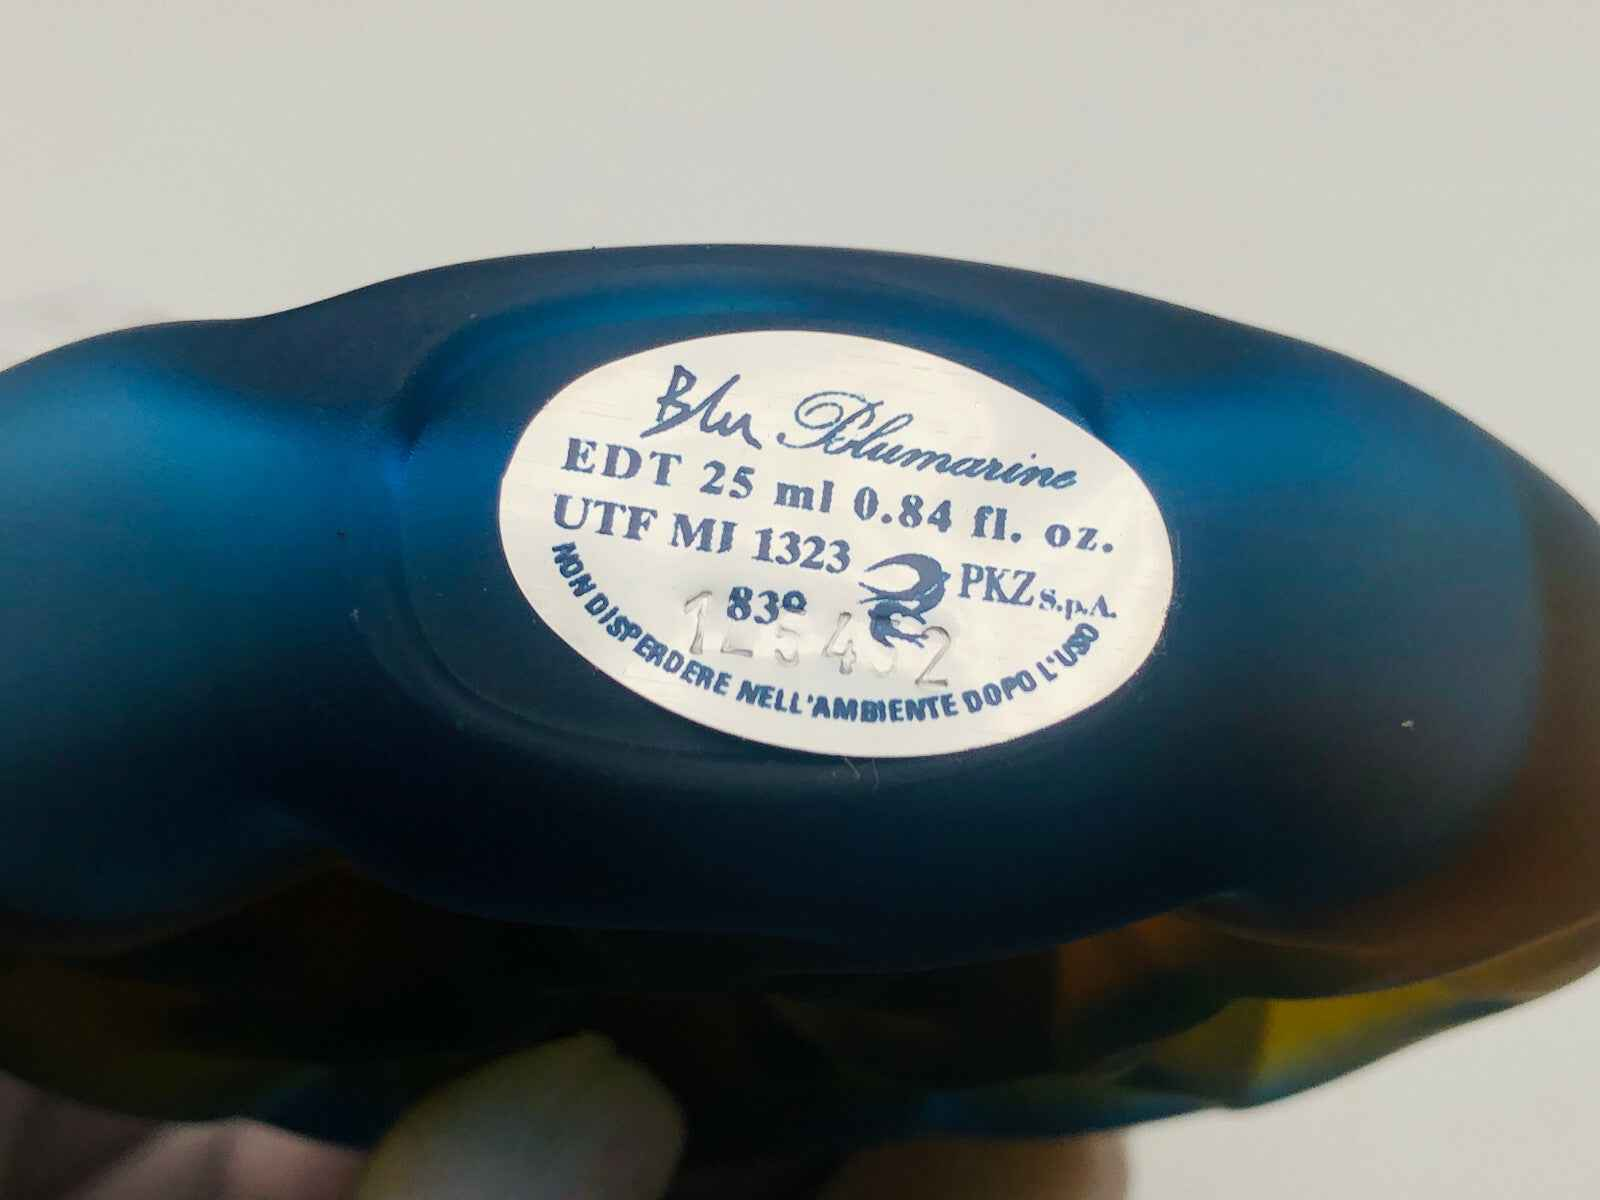 Blu Blumarine
EDT 25 ml 0.84 fl. oz.
UTF MI 1323 PKZ s.p.A.
83°
NON DISPERDERE NELL'AMBIENTE DOPO L'USO